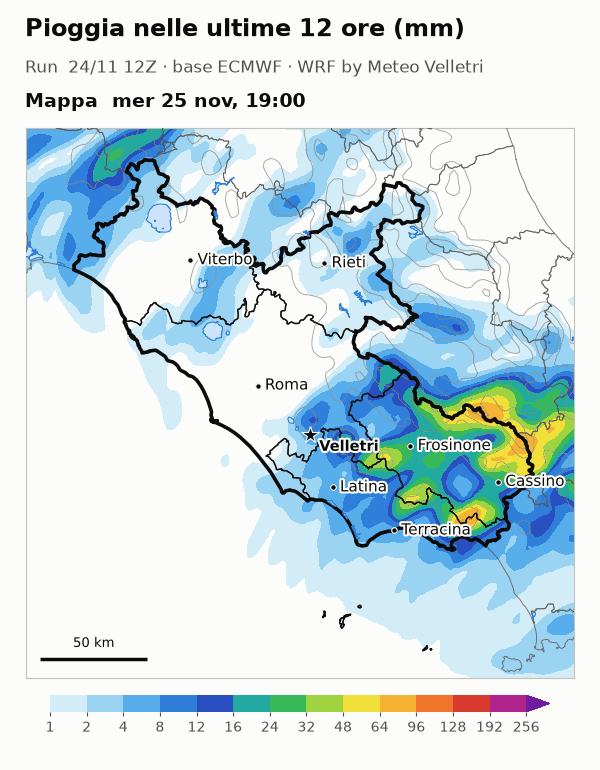 Pioggia nelle ultime 12 ore (mm)
Run 24/11 12Z · base ECMWF · WRF by Meteo Velletri
Mappa mer 25 nov, 19:00
Viterbo
Rieti
Roma
Velletri
Frosinone
Latina
Cassino
Terracina
50 km
1 2 4 8 12 16 24 32 48 64 96 128 192 256